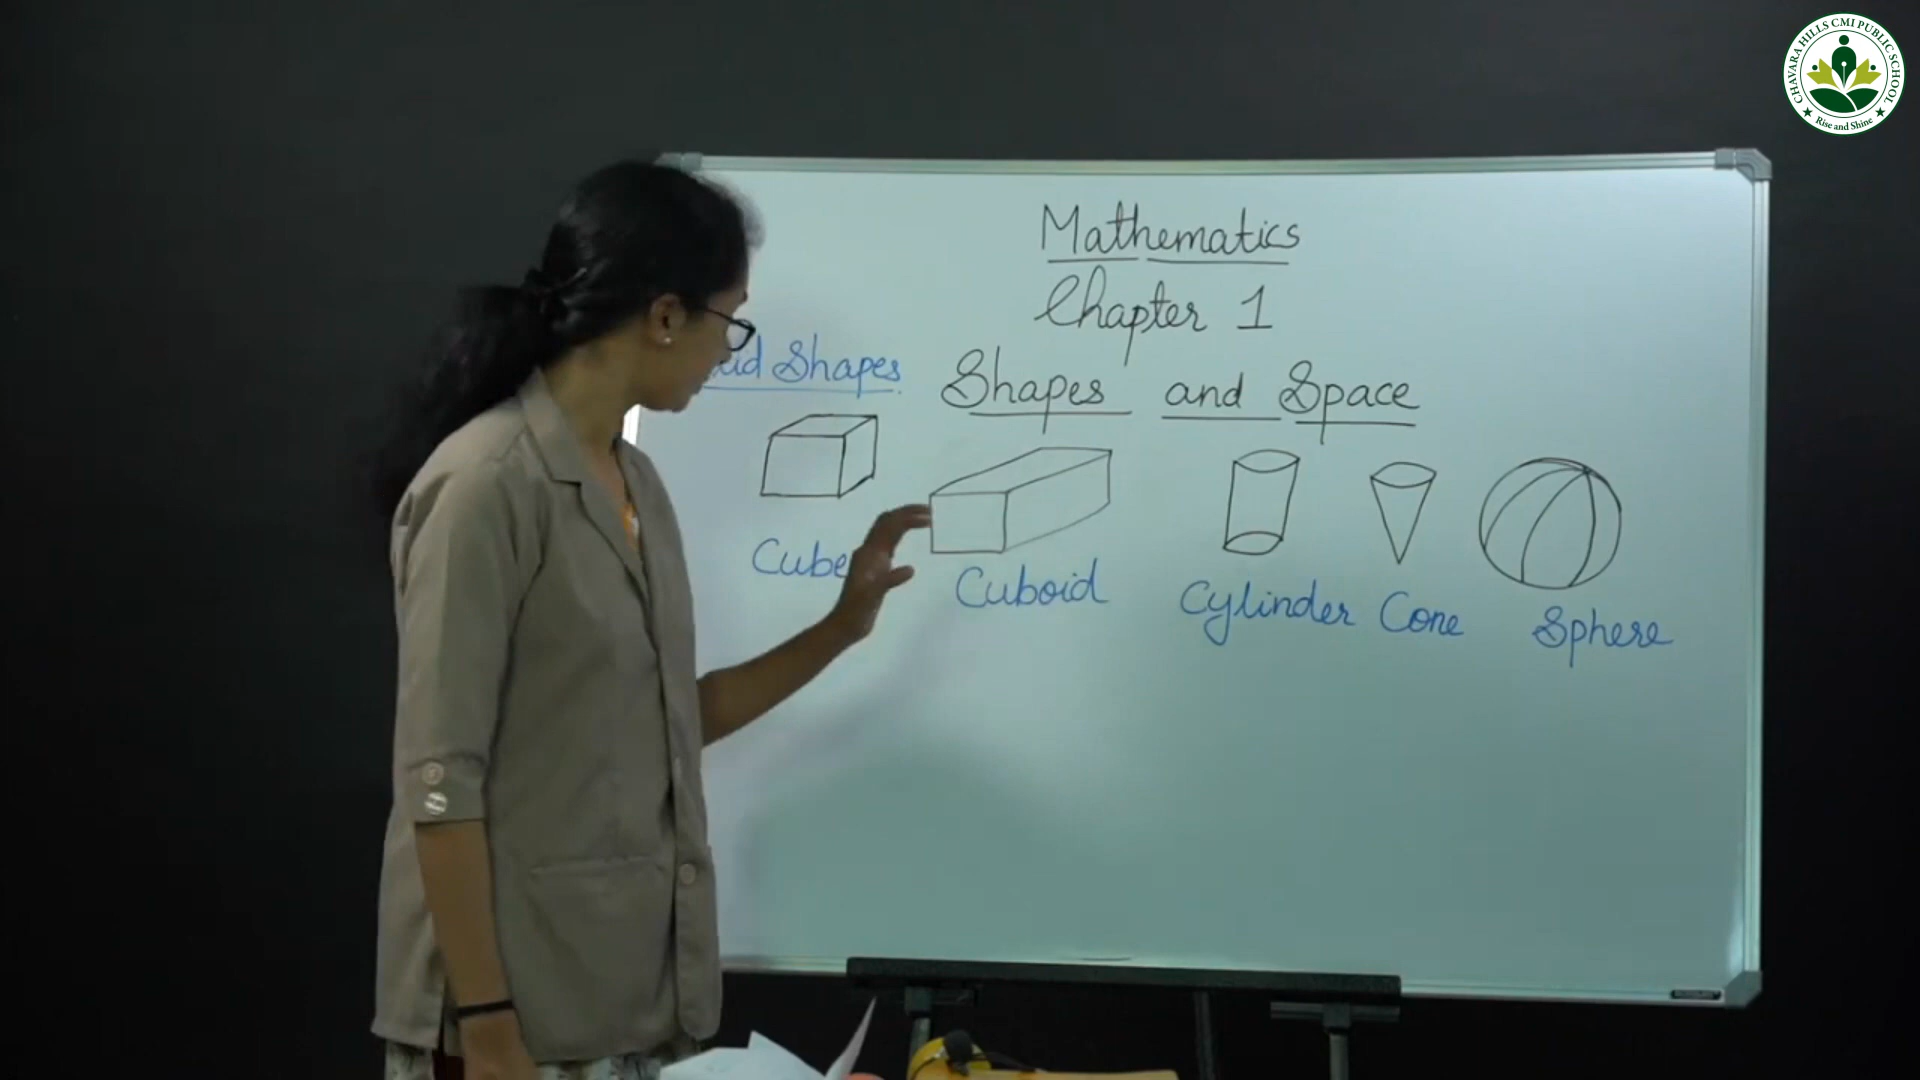 CHAVARA HILLS CMI PUBLIC SCHOOL
Rise and Shine
Mathematics
Chapter 1
Shapes
Shapes and Space
Cube
Cuboid
Cylinder
Cone
Sphere